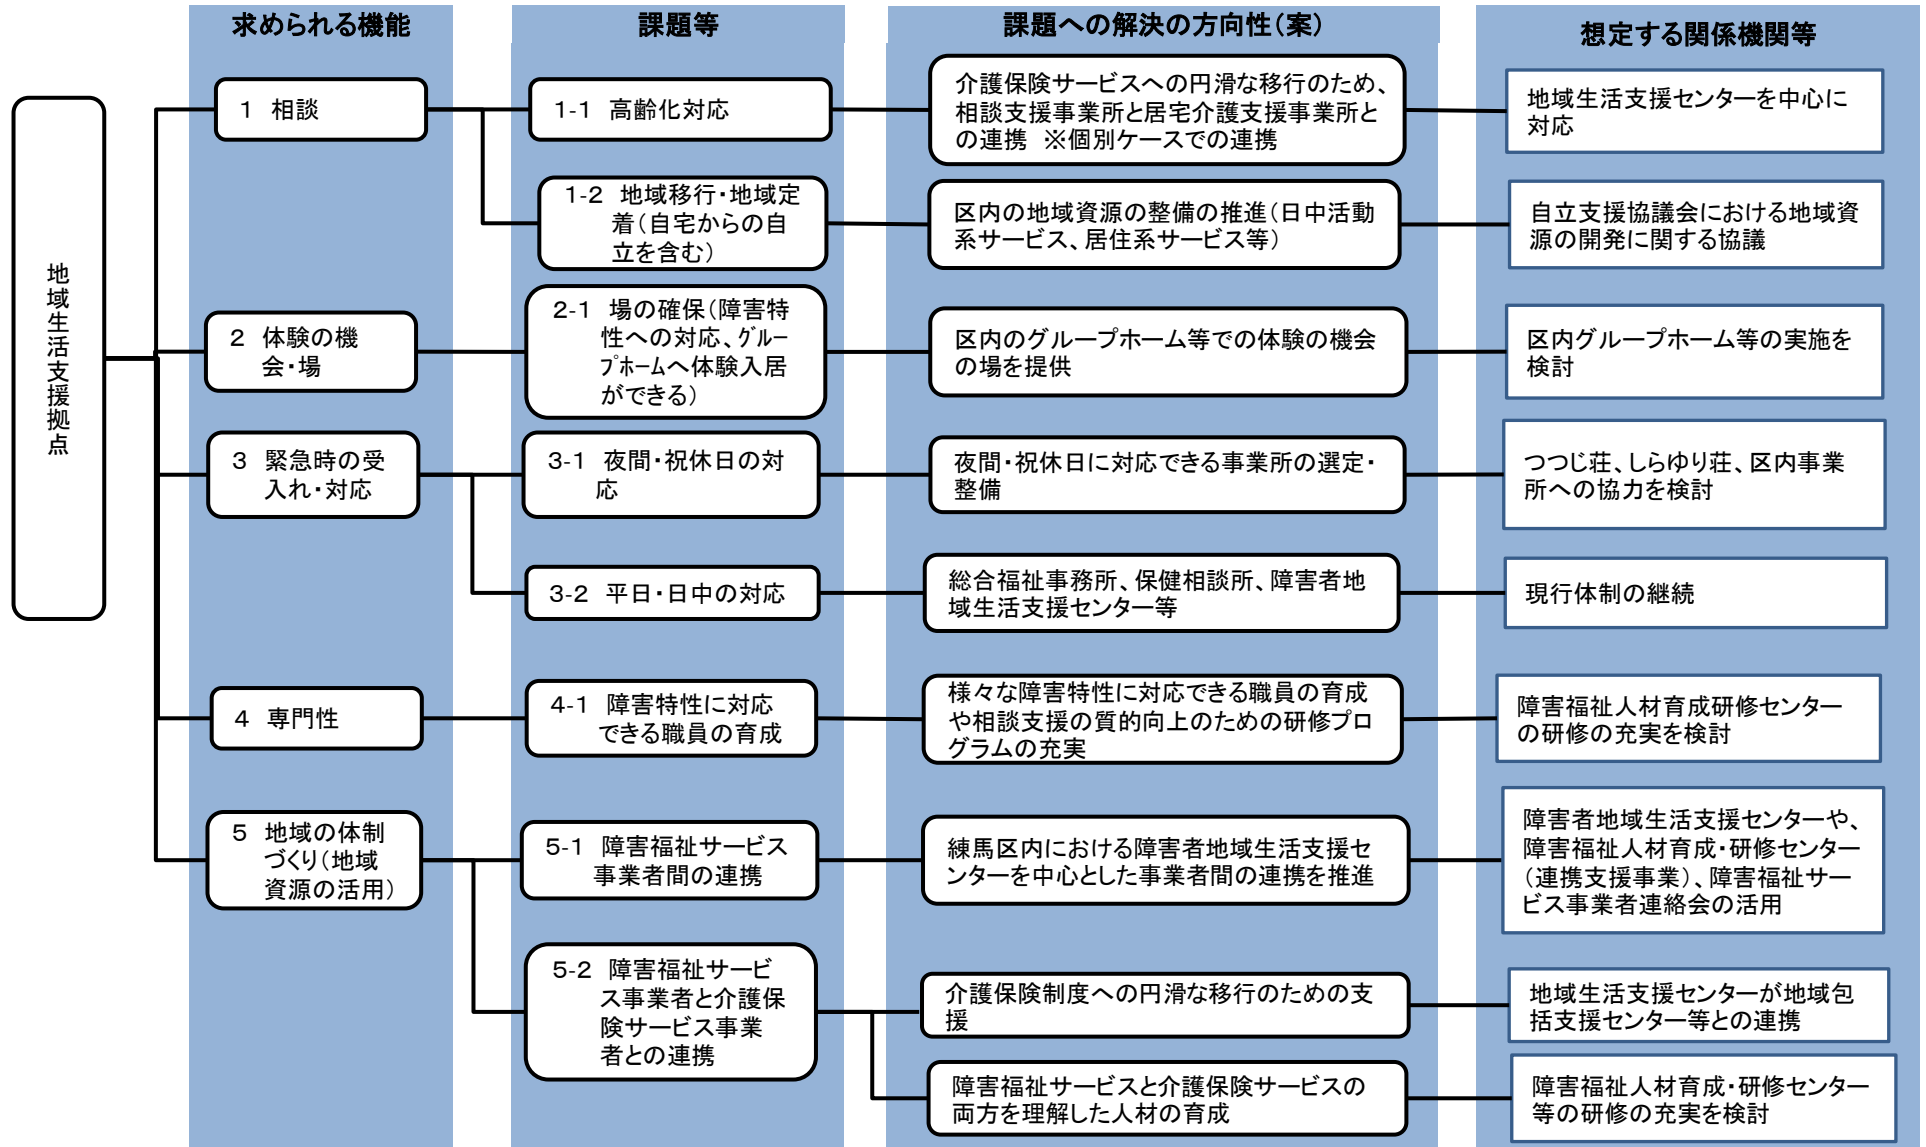 求められる機能
課題等
課題への解決の方向性（案）
想定する関係機関等
地域生活支援拠点
１ 相談
１-１ 高齢化対応
介護保険サービスへの円滑な移行のため、
相談支援事業所と居宅介護支援事業所と
の連携 ※個別ケースでの連携
地域生活支援センターを中心に
対応
１-２ 地域移行・地域定
着（自宅からの自
立を含む）
区内の地域資源の整備の推進（日中活動
系サービス、居住系サービス等）
自立支援協議会における地域資
源の開発に関する協議
２ 体験の機
会・場
２-１ 場の確保（障害特
性への対応、ｸﾞﾙｰ
ﾌﾟﾎｰﾑへ体験入居
ができる）
区内のグループホーム等での体験の機会
の場を提供
区内グループホーム等の実施を
検討
３ 緊急時の受
入れ・対応
３-１ 夜間・祝休日の対
応
夜間・祝休日に対応できる事業所の選定・
整備
つつじ荘、しらゆり荘、区内事業
所への協力を検討
３-２ 平日・日中の対応
総合福祉事務所、保健相談所、障害者地
域生活支援センター等
現行体制の継続
４ 専門性
４-１ 障害特性に対応
できる職員の育成
様々な障害特性に対応できる職員の育成
や相談支援の質的向上のための研修プロ
グラムの充実
障害福祉人材育成研修センター
の研修の充実を検討
５ 地域の体制
づくり（地域
資源の活用）
５-１ 障害福祉サービス
事業者間の連携
練馬区内における障害者地域生活支援セ
ンターを中心とした事業者間の連携を推進
障害者地域生活支援センターや、
障害福祉人材育成・研修センター
（連携支援事業）、障害福祉サー
ビス事業者連絡会の活用
５-２ 障害福祉サービ
ス事業者と介護保
険サービス事業
者との連携
介護保険制度への円滑な移行のための支
援
地域生活支援センターが地域包
括支援センター等との連携
障害福祉サービスと介護保険サービスの
両方を理解した人材の育成
障害福祉人材育成・研修センター
等の研修の充実を検討